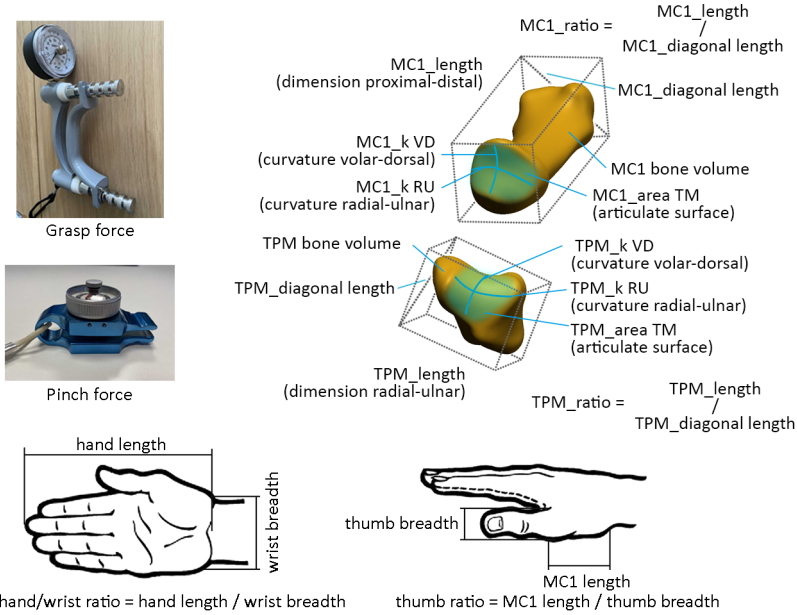 MC1_ratio =
MC1_length
/
MC1_diagonal length
MC1_length
(dimension proximal-distal)
MC1_diagonal length
MC1_k VD
(curvature volar-dorsal)
MC1_k RU
(curvature radial-ulnar)
MC1 bone volume
MC1_area TM
(articulate surface)
Grasp force
TPM bone volume
TPM_diagonal length
TPM_k VD
(curvature volar-dorsal)
TPM_k RU
(curvature radial-ulnar)
TPM_area TM
(articulate surface)
TPM_length
(dimension radial-ulnar)
Pinch force
TPM_ratio =
TPM_length
/
TPM_diagonal length
hand length
wrist breadth
hand/wrist ratio = hand length / wrist breadth
thumb breadth
MC1 length
thumb ratio = MC1 length / thumb breadth